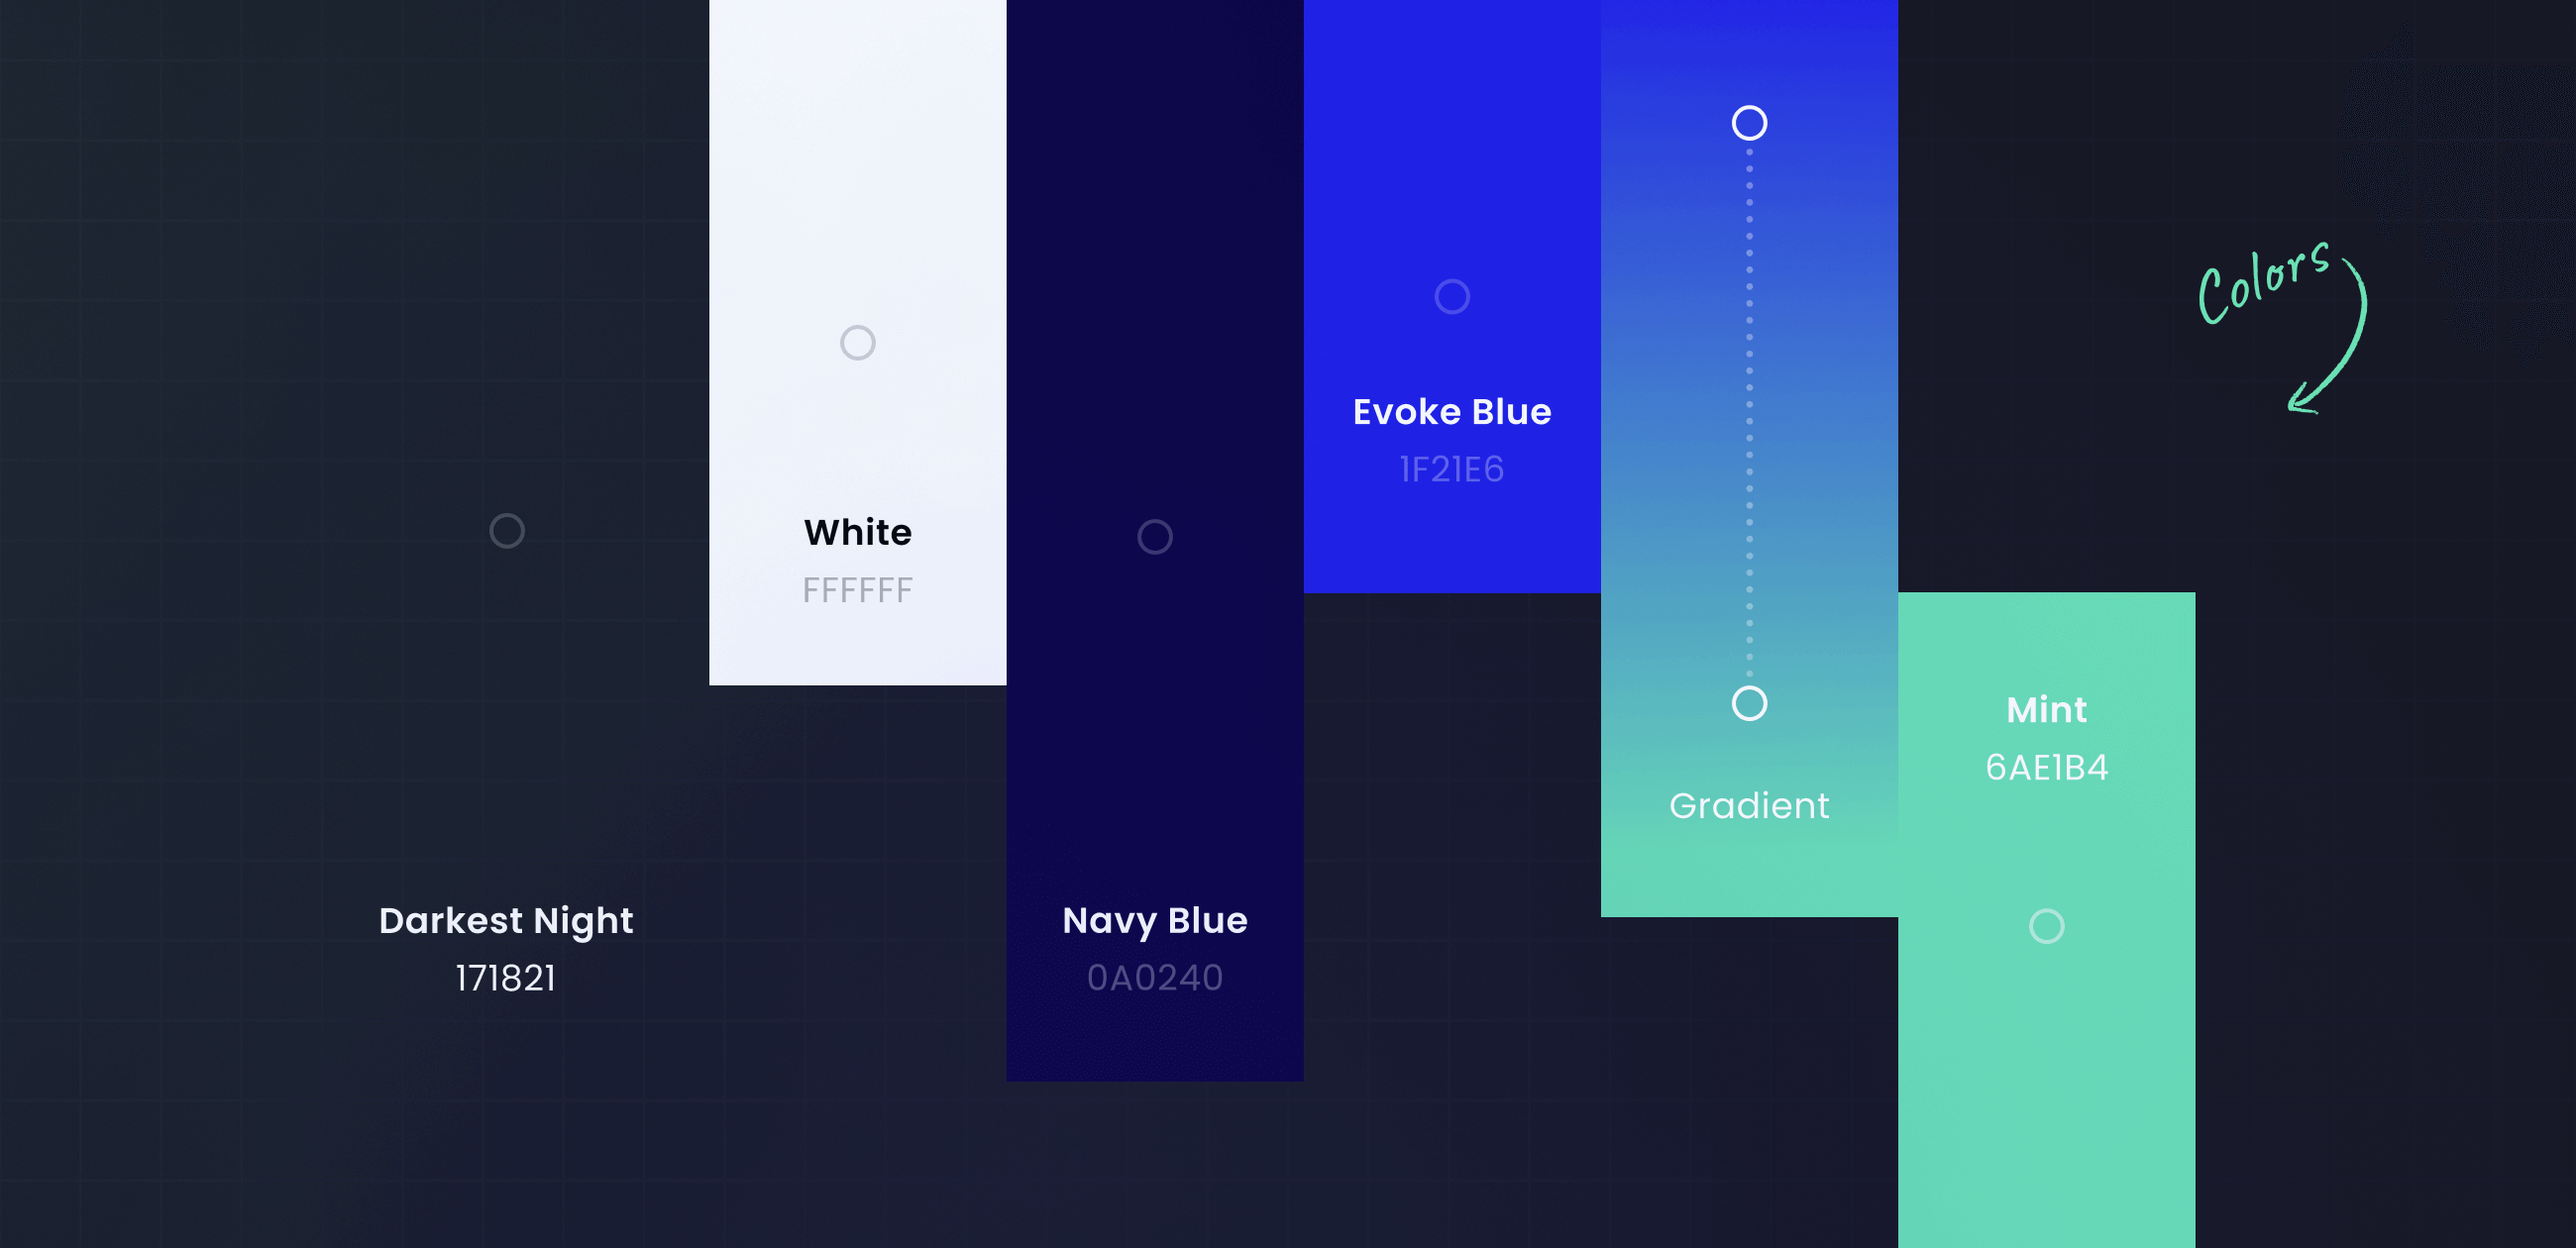 Colors
Darkest Night
171821
White
FFFFFF
Navy Blue
0A0240
Evoke Blue
1F21E6
Gradient
Mint
6AE1B4